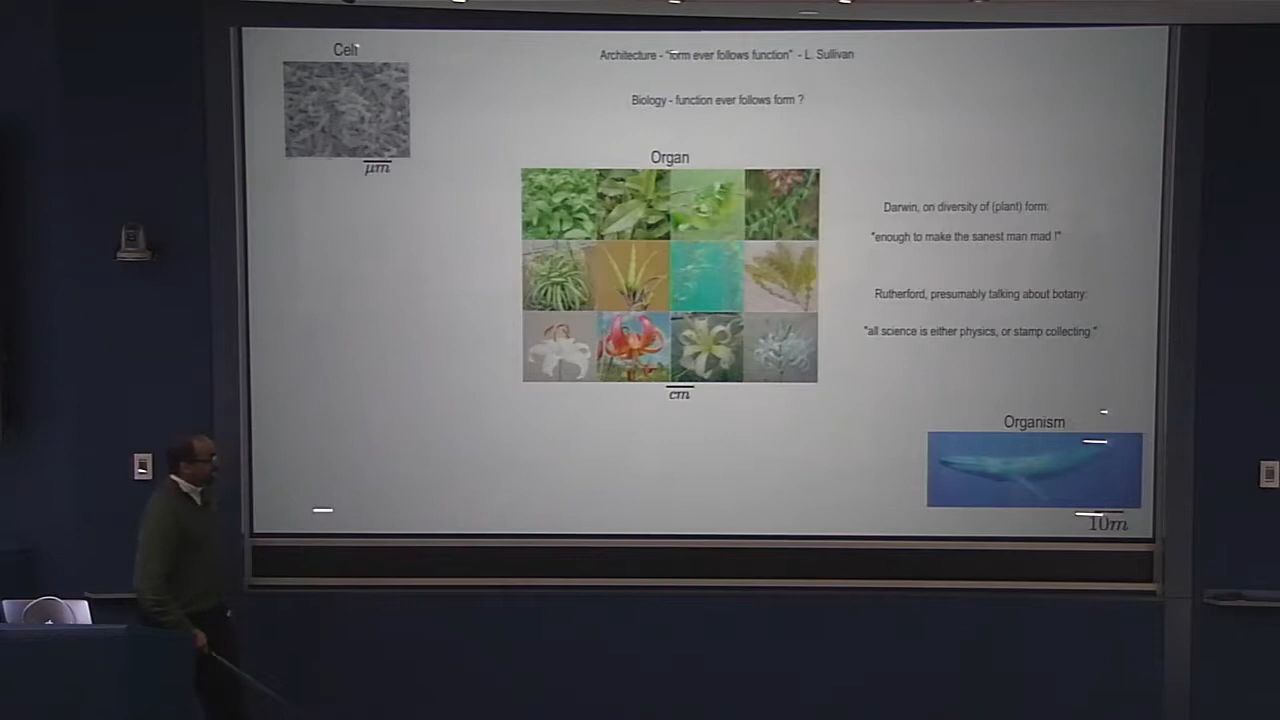 Cell
μm
Architecture - "form ever follows function" - L. Sullivan
Biology - function ever follows form ?
Organ
cm
Darwin, on diversity of (plant) form:
"enough to make the sanest man mad !"
Rutherford, presumably talking about botany:
"all science is either physics, or stamp collecting."
Organism
10m